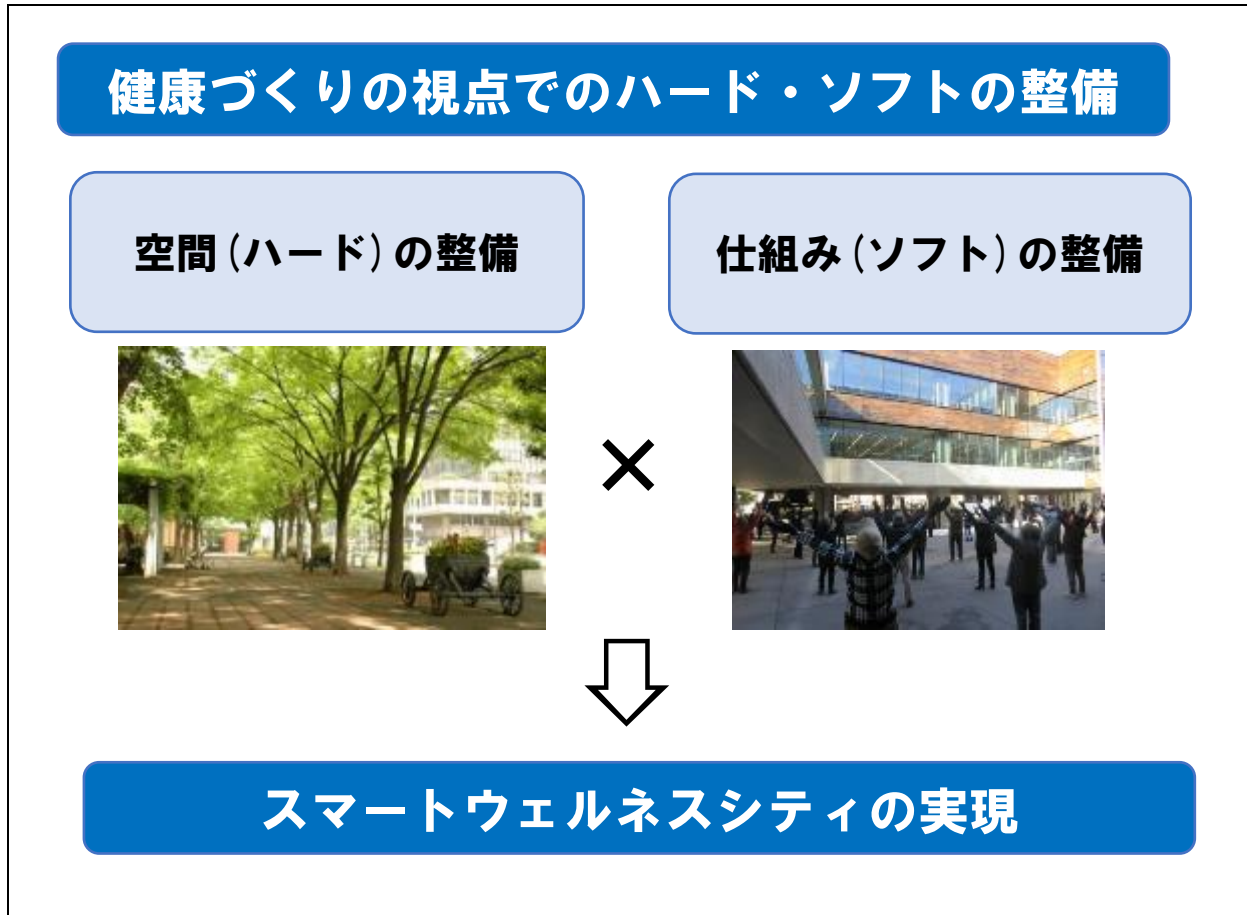 健康づくりの視点でのハード・ソフトの整備
空間(ハード)の整備
仕組み(ソフト)の整備
×
スマートウェルネスシティの実現